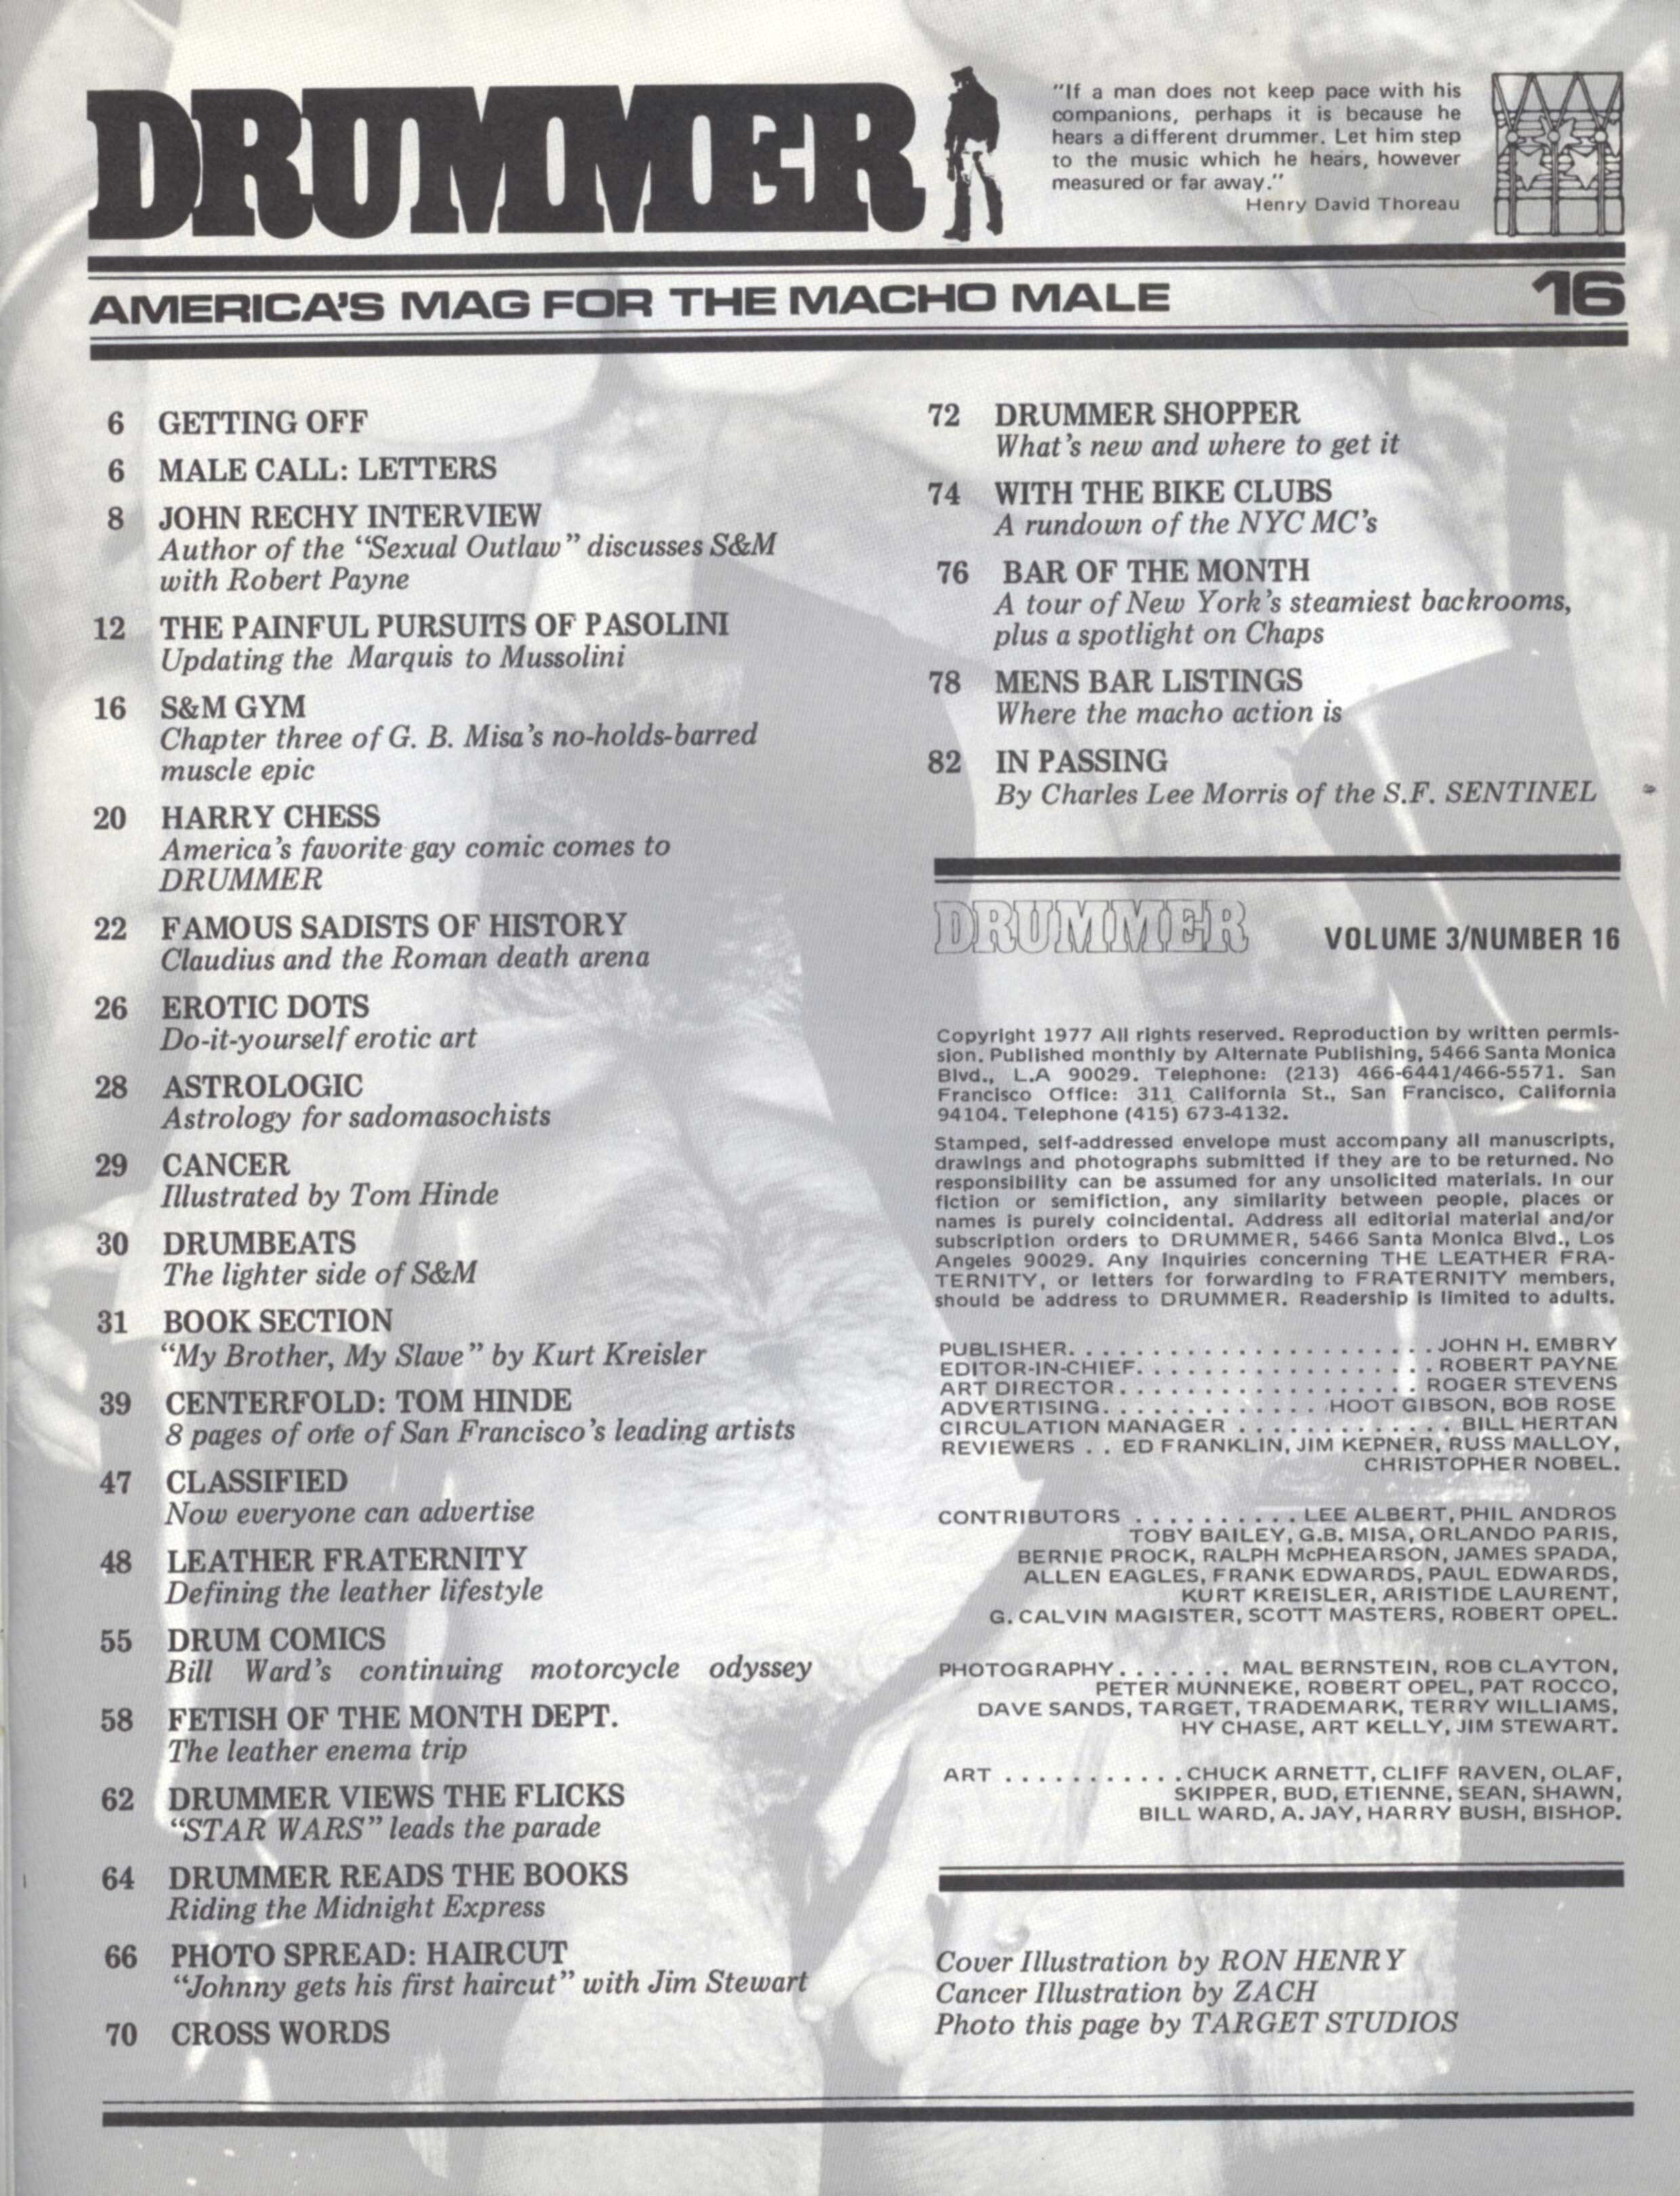 DRUMMER
"If a man does not keep pace with his
companions, perhaps it is because he
hears a different drummer. Let him step
to the music which he hears, however
measured or far away."
Henry David Thoreau
AMERICA'S MAG FOR THE MACHO MALE
16
6 GETTING OFF
6 MALE CALL: LETTERS
8 JOHN RECHY INTERVIEW
Author of the "Sexual Outlaw" discusses S&M
with Robert Payne
12 THE PAINFUL PURSUITS OF PASOLINI
Updating the Marquis to Mussolini
16 S&M GYM
Chapter three of G. B. Misa's no-holds-barred
muscle epic
20 HARRY CHESS
America's favorite gay comic comes to
DRUMMER
22 FAMOUS SADISTS OF HISTORY
Claudius and the Roman death arena
26 EROTIC DOTS
Do-it-yourself erotic art
28 ASTROLOGIC
Astrology for sadomasochists
29 CANCER
Illustrated by Tom Hinde
30 DRUMBEATS
The lighter side of S&M
31 BOOK SECTION
"My Brother, My Slave" by Kurt Kreisler
39 CENTERFOLD: TOM HINDE
8 pages of one of San Francisco's leading artists
47 CLASSIFIED
Now everyone can advertise
48 LEATHER FRATERNITY
Defining the leather lifestyle
55 DRUM COMICS
Bill Ward's continuing motorcycle odyssey
58 FETISH OF THE MONTH DEPT.
The leather enema trip
62 DRUMMER VIEWS THE FLICKS
"STAR WARS" leads the parade
64 DRUMMER READS THE BOOKS
Riding the Midnight Express
66 PHOTO SPREAD: HAIRCUT
"Johnny gets his first haircut" with Jim Stewart
70 CROSS WORDS
72 DRUMMER SHOPPER
What's new and where to get it
74 WITH THE BIKE CLUBS
A rundown of the NYC MC's
76 BAR OF THE MONTH
A tour of New York's steamiest backrooms,
plus a spotlight on Chaps
78 MENS BAR LISTINGS
Where the macho action is
82 IN PASSING
By Charles Lee Morris of the S.F. SENTINEL
DRUMMER VOLUME 3/NUMBER 16
Copyright 1977 All rights reserved. Reproduction by written permis-
sion. Published monthly by Alternate Publishing, 5466 Santa Monica
Blvd., L.A 90029. Telephone: (213) 466-6441/466-5571. San
Francisco Office: 311 California St., San Francisco, California
94104. Telephone (415) 673-4132.
Stamped, self-addressed envelope must accompany all manuscripts,
drawings and photographs submitted if they are to be returned. No
responsibility can be assumed for any unsolicited materials. In our
fiction or semifiction, any similarity between people, places or
names is purely coincidental. Address all editorial material and/or
subscription orders to DRUMMER, 5466 Santa Monica Blvd., Los
Angeles 90029. Any inquiries concerning THE LEATHER FRA-
TERNITY, or letters for forwarding to FRATERNITY members,
should be address to DRUMMER. Readership is limited to adults.
PUBLISHER. . . . . . . . . . . . . . . . . . . . . . . . JOHN H. EMBRY
EDITOR-IN-CHIEF. . . . . . . . . . . . . . . . . . . ROBERT PAYNE
ART DIRECTOR. . . . . . . . . . . . . . . . . . . . ROGER STEVENS
ADVERTISING. . . . . . . . . . . . . . HOOT GIBSON, BOB ROSE
CIRCULATION MANAGER . . . . . . . . . . . . . BILL HERTAN
REVIEWERS . . ED FRANKLIN, JIM KEPNER, RUSS MALLOY,
CHRISTOPHER NOBEL.
CONTRIBUTORS . . . . . . . . . . LEE ALBERT, PHIL ANDROS
TOBY BAILEY, G.B. MISA, ORLANDO PARIS,
BERNIE PROCK, RALPH McPHEARSON, JAMES SPADA,
ALLEN EAGLES, FRANK EDWARDS, PAUL EDWARDS,
KURT KREISLER, ARISTIDE LAURENT,
G. CALVIN MAGISTER, SCOTT MASTERS, ROBERT OPEL.
PHOTOGRAPHY. . . . . . . MAL BERNSTEIN, ROB CLAYTON,
PETER MUNNEKE, ROBERT OPEL, PAT ROCCO,
DAVE SANDS, TARGET, TRADEMARK, TERRY WILLIAMS,
HY CHASE, ART KELLY, JIM STEWART.
ART . . . . . . . . . . . . CHUCK ARNETT, CLIFF RAVEN, OLAF,
SKIPPER, BUD, ETIENNE, SEAN, SHAWN,
BILL WARD, A. JAY, HARRY BUSH, BISHOP.
Cover Illustration by RON HENRY
Cancer Illustration by ZACH
Photo this page by TARGET STUDIOS